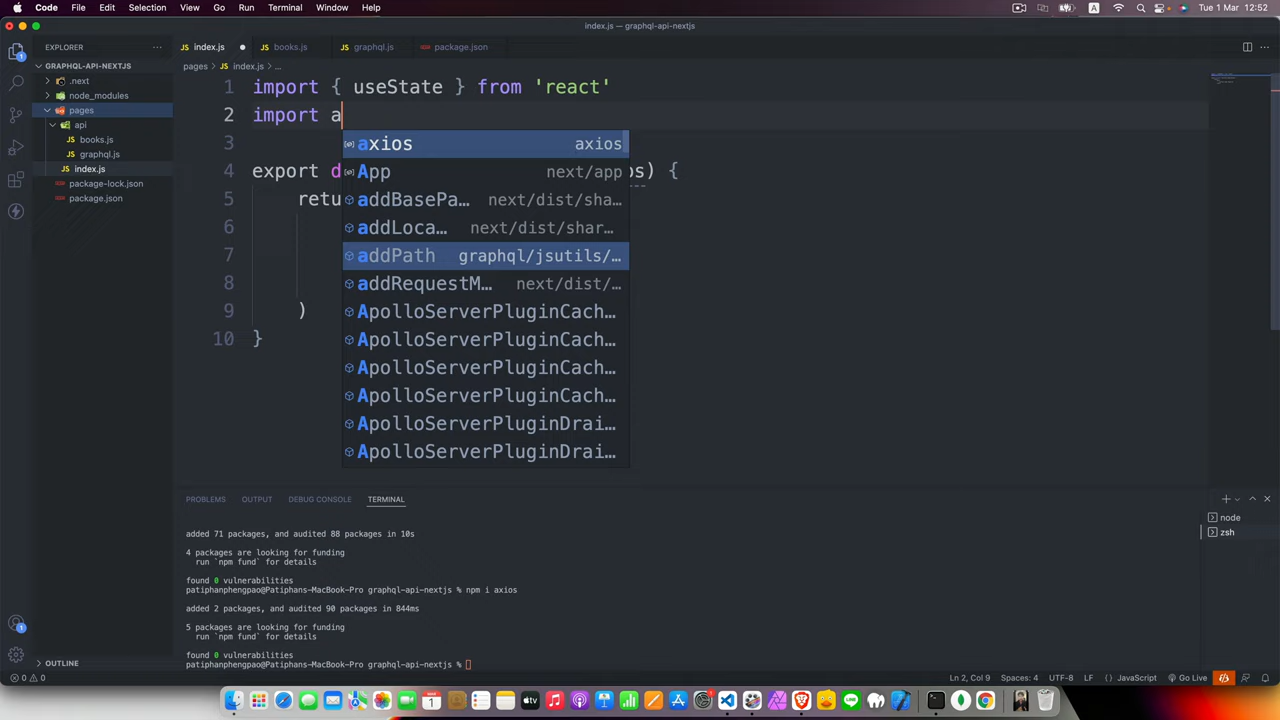 Code File Edit Selection View Go Run Terminal Window Help A Tue 1 Mar 12:52
index.js — graphql-api-nextjs
EXPLORER ...
JS index.js JS books.js JS graphql.js package.json ...
GRAPHQL-API-NEXTJS
pages > JS index.js > ...
.next
node_modules
pages
api
JS books.js
JS graphql.js
JS index.js
package-lock.json
package.json
1 import { useState } from 'react'
2 import a
3
4 export d os) {
5 retu
6
7
8
9 )
10 }
axios axios
App next/app
addBasePa... next/dist/sha...
addLoca... next/dist/shar...
addPath graphql/jsutils/...
addRequestM... next/dist/...
ApolloServerPluginCach...
ApolloServerPluginCach...
ApolloServerPluginCach...
ApolloServerPluginCach...
ApolloServerPluginDrai...
ApolloServerPluginDrai...
PROBLEMS OUTPUT DEBUG CONSOLE TERMINAL
node
zsh
added 71 packages, and audited 88 packages in 10s
4 packages are looking for funding
run `npm fund` for details
found 0 vulnerabilities
patiphanphengpao@Patiphans-MacBook-Pro graphql-api-nextjs % npm i axios
added 2 packages, and audited 90 packages in 844ms
5 packages are looking for funding
run `npm fund` for details
found 0 vulnerabilities
patiphanphengpao@Patiphans-MacBook-Pro graphql-api-nextjs %
1
1
OUTLINE
0 0 Ln 2, Col 9 Spaces: 4 UTF-8 LF {} JavaScript Go Live